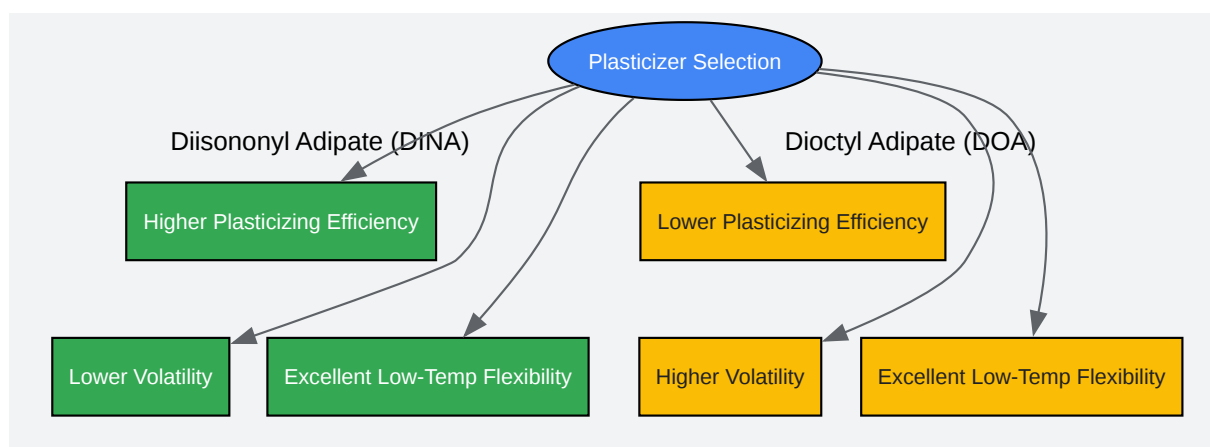 Plasticizer Selection
Diisononyl Adipate (DINA)
Dioctyl Adipate (DOA)
Higher Plasticizing Efficiency
Lower Plasticizing Efficiency
Lower Volatility
Excellent Low-Temp Flexibility
Higher Volatility
Excellent Low-Temp Flexibility